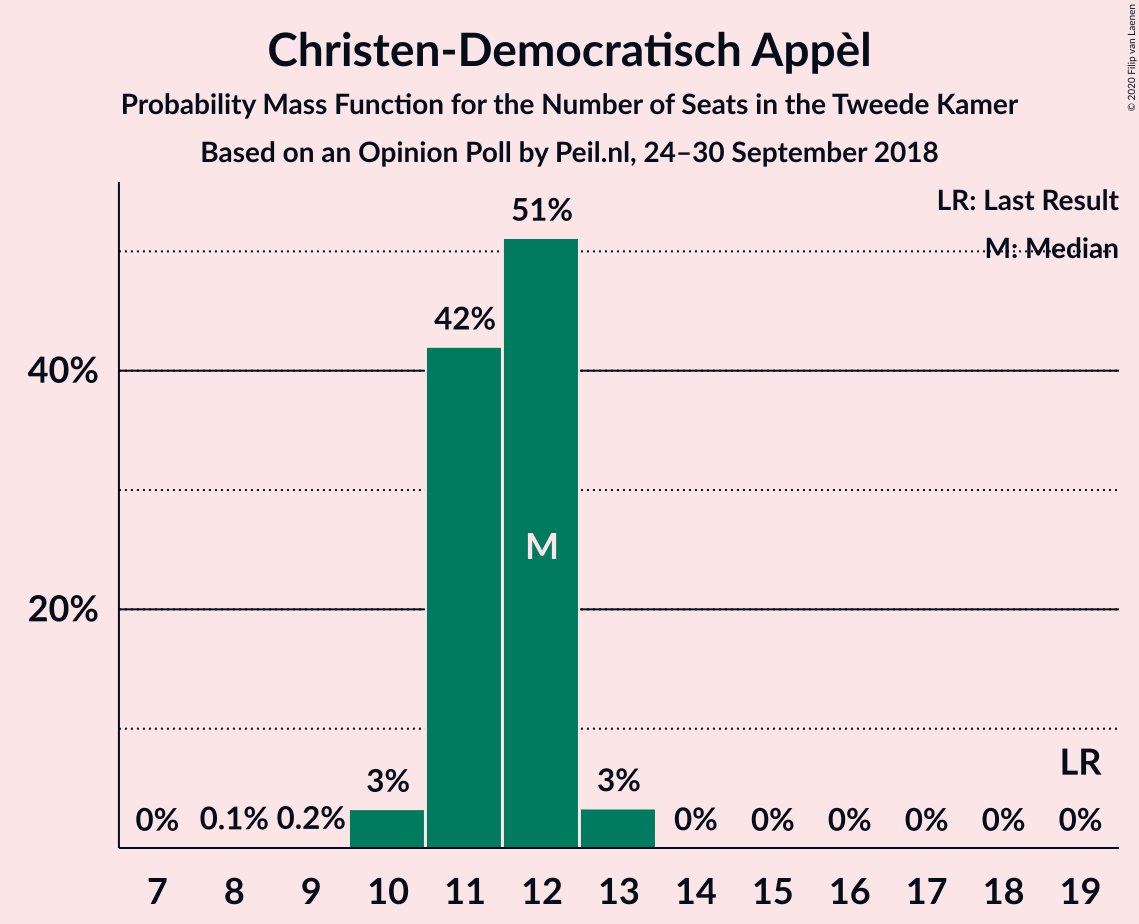 Christen-Democratisch Appèl
Probability Mass Function for the Number of Seats in the Tweede Kamer
Based on an Opinion Poll by Peil.nl, 24–30 September 2018
© 2020 Filip van Laenen
LR: Last Result
M: Median
51%
42%
40%
M
20%
LR
0% 0.1% 0.2% 3% 3% 0% 0% 0% 0% 0% 0%
7 8 9 10 11 12 13 14 15 16 17 18 19